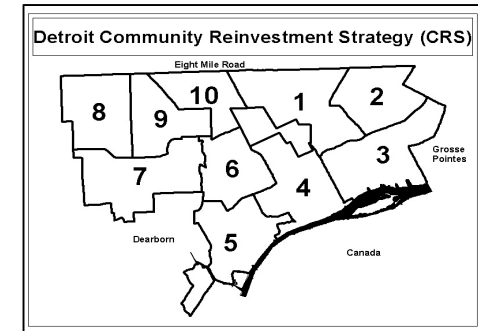 Detroit Community Reinvestment Strategy (CRS)
Eight Mile Road
10
1
2
8
9
3
Grosse
Pointes
6
7
4
Dearborn
5
Canada